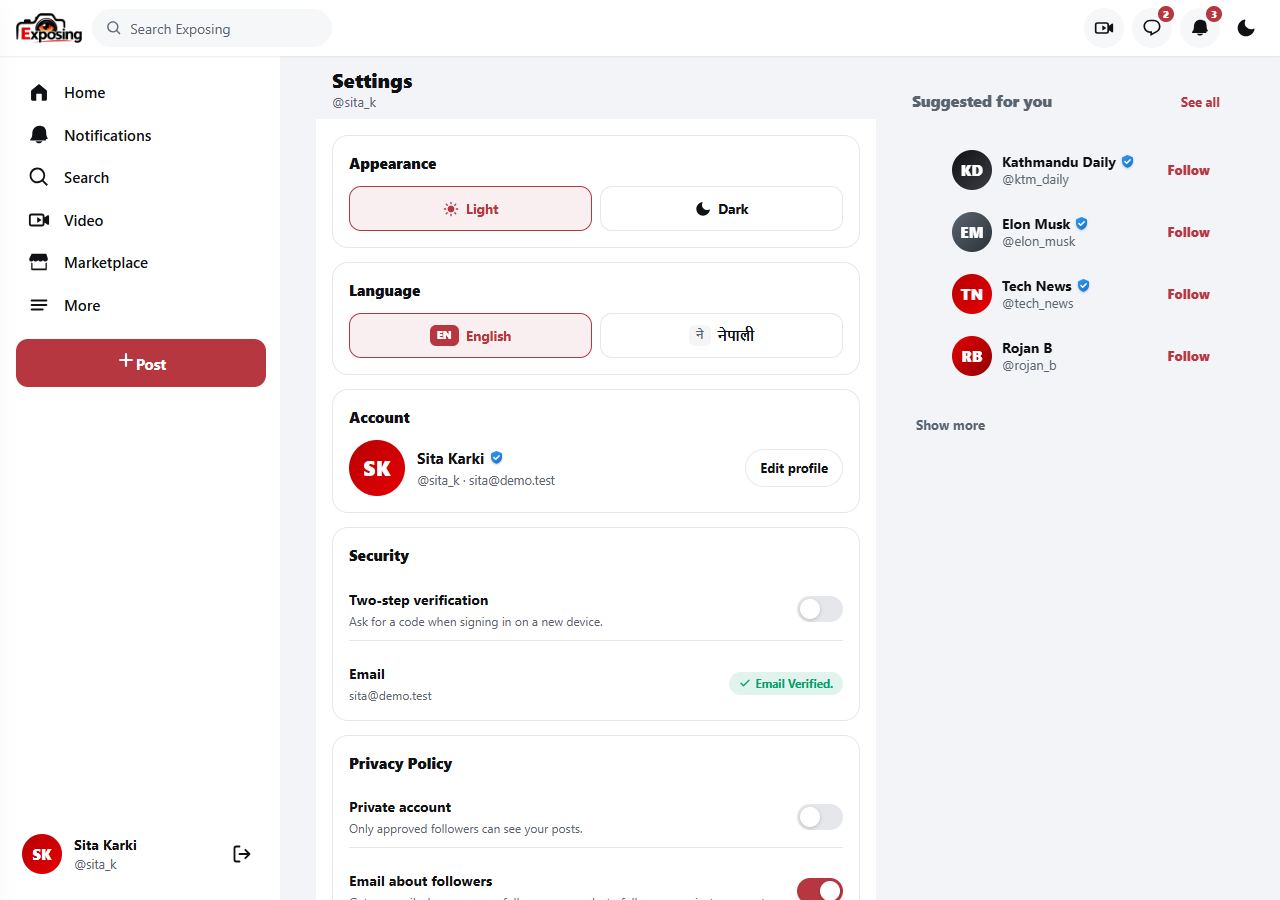 Exposing
Search Exposing
2
3
Home
Notifications
Search
Video
Marketplace
More
+ Post
SK
Sita Karki
@sita_k
Settings
@sita_k
Appearance
Light
Dark
Language
EN English
ने नेपाली
Account
SK
Sita Karki
@sita_k · sita@demo.test
Edit profile
Security
Two-step verification
Ask for a code when signing in on a new device.
Email
sita@demo.test
Email Verified.
Privacy Policy
Private account
Only approved followers can see your posts.
Email about followers
Suggested for you
See all
KD
Kathmandu Daily
@ktm_daily
Follow
EM
Elon Musk
@elon_musk
Follow
TN
Tech News
@tech_news
Follow
RB
Rojan B
@rojan_b
Follow
Show more